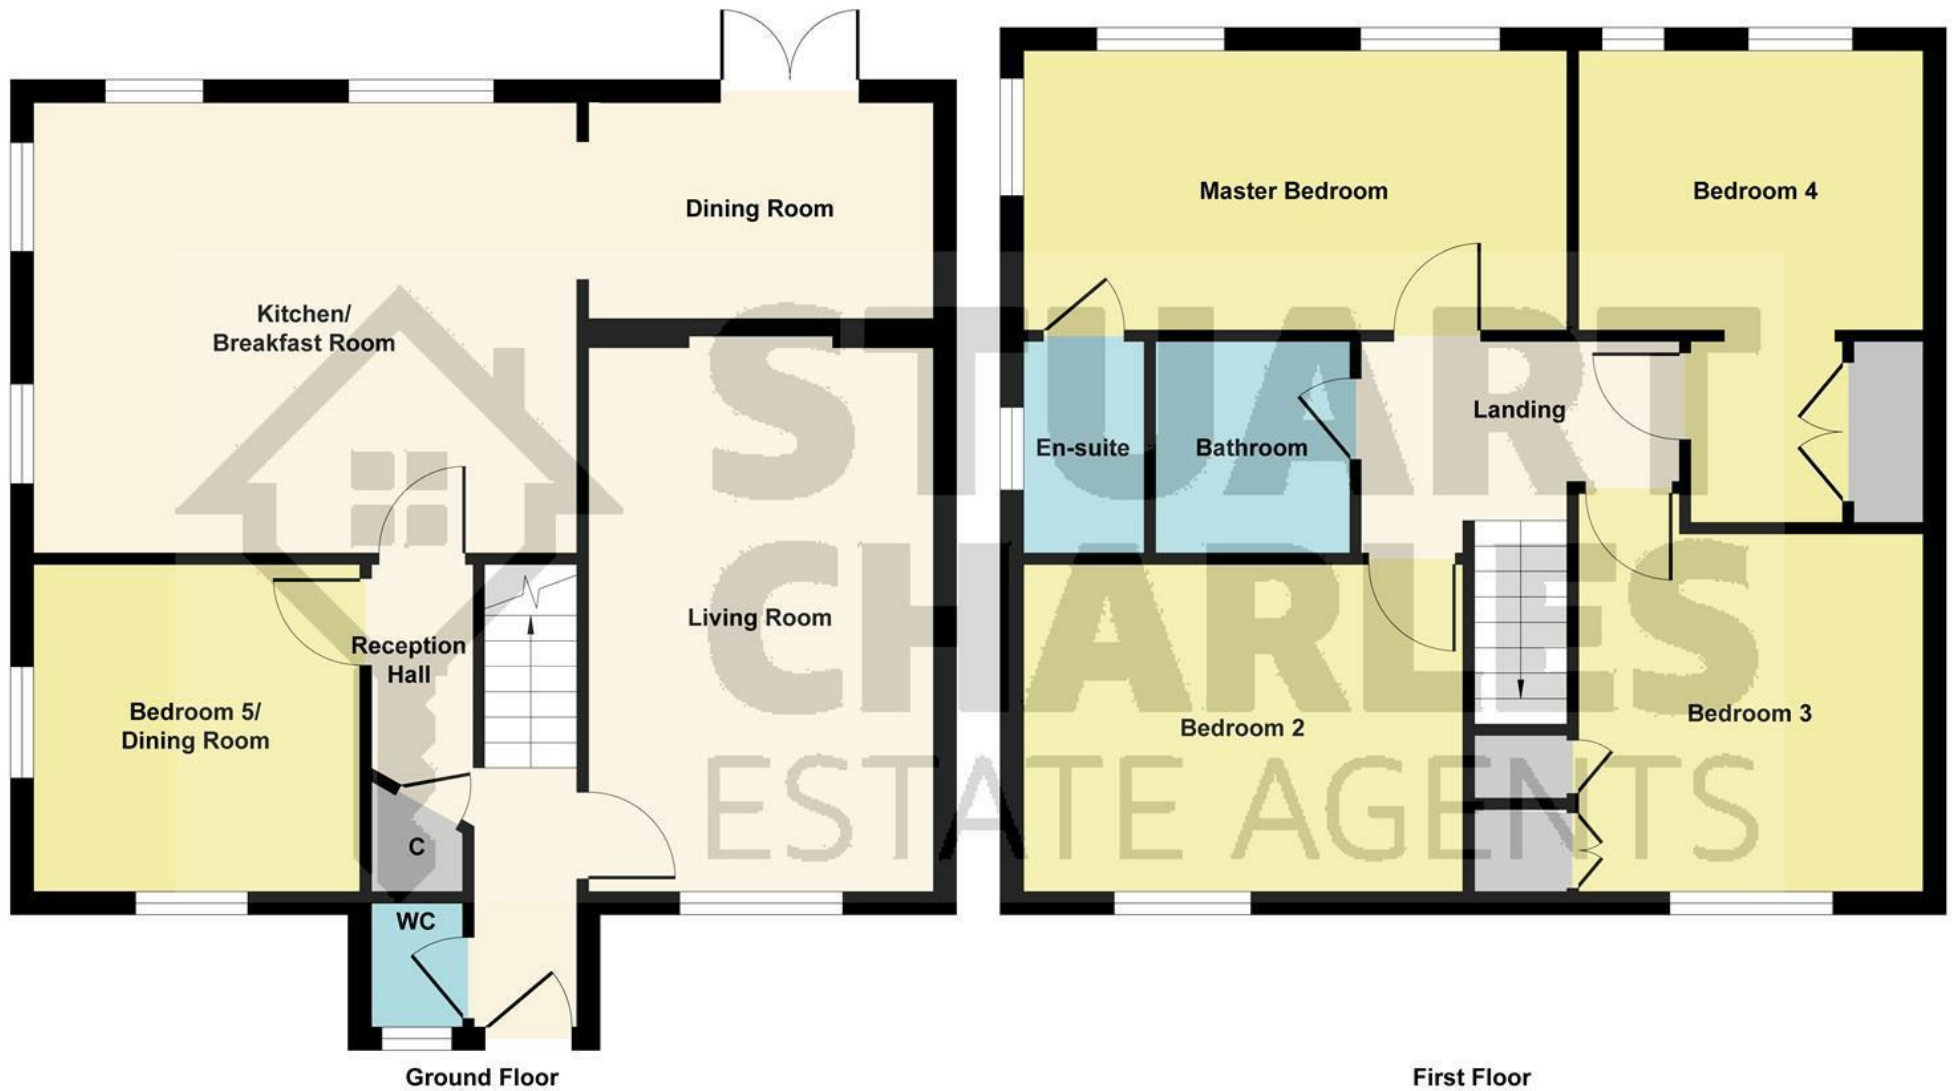 Dining Room
Kitchen/
Breakfast Room
Living Room
Reception
Hall
Bedroom 5/
Dining Room
C
WC
Ground Floor
Master Bedroom
Bedroom 4
En-suite
Bathroom
Landing
Bedroom 2
Bedroom 3
First Floor
STUART
CHARLES
ESTATE AGENTS